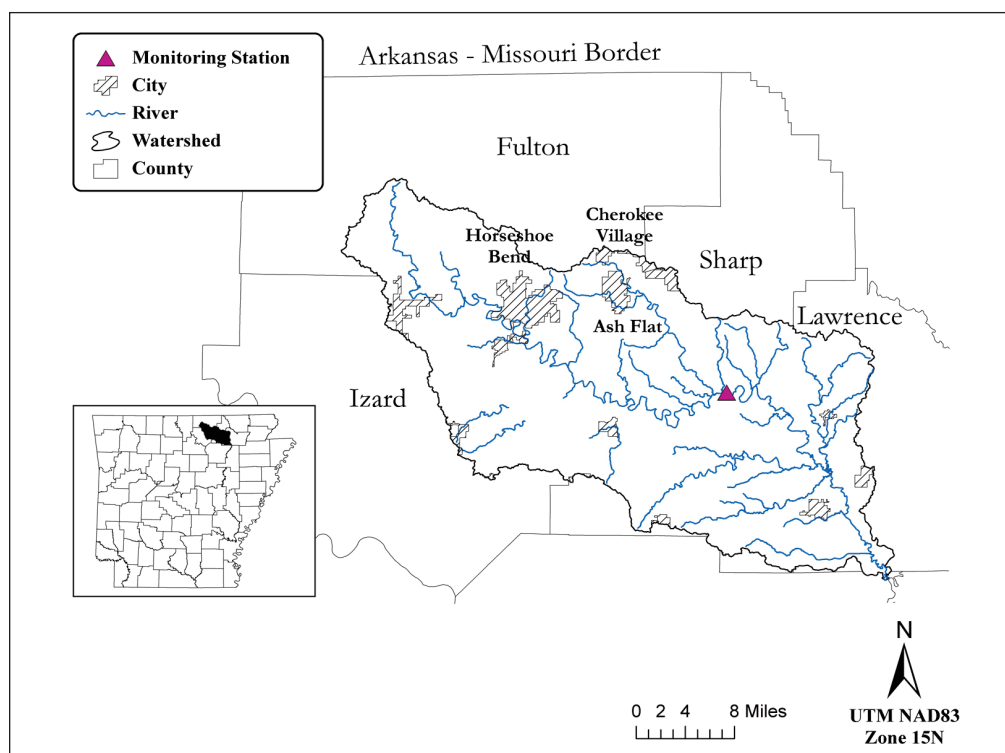 Monitoring Station
City
River
Watershed
County
Arkansas - Missouri Border
Fulton
Cherokee
Village
Horseshoe
Bend
Sharp
Ash Flat
Lawrence
Izard
N
0 2 4 8 Miles
UTM NAD83
Zone 15N